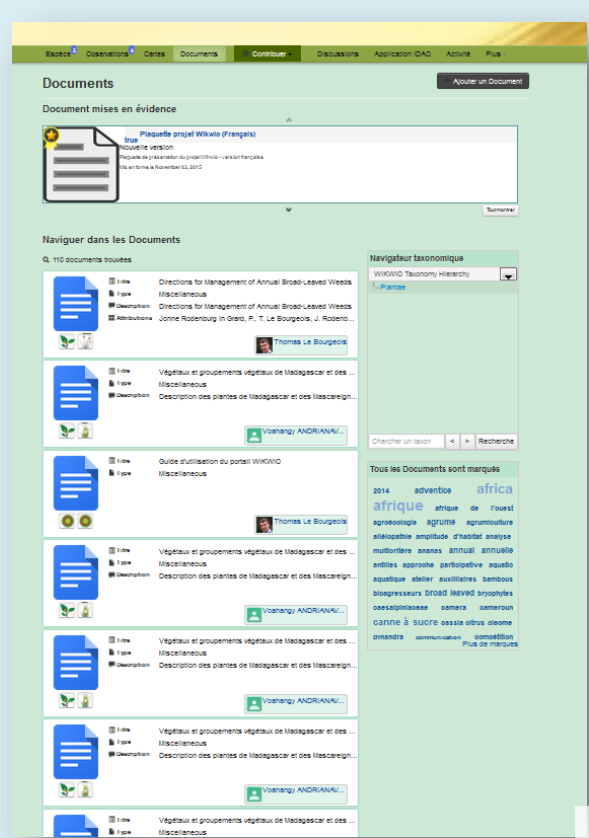 Espèce Observations Cartes Documents Contribuer Discussions Application IDAO Activité Plus
Documents
Ajouter un Document
Document mises en évidence
true Plaquette projet Wikwio (Français)
Nouvelle version
Plaquete de présentation du projet Wikwio - version française
Mis en forme le November 03, 2015
Surmonter
Naviguer dans les Documents
110 documents trouvées
Titre Directions for Management of Annual Broad-Leaved Weeds
Type Miscellaneous
Description Directions for Management of Annual Broad-Leaved Weeds
Attributions Jonne Rodenburg in Grard, P., T. Le Bourgeois, J. Rodenb...
Thomas Le Bourgeois
Titre Végétaux et groupements végétaux de Madagascar et des ...
Type Miscellaneous
Description Description des plantes de Madagascar et des Mascareign...
Voahangy ANDRIANAV...
Titre Guide d'utilisation du portail WIKWIO
Type Miscellaneous
Thomas Le Bourgeois
Titre Végétaux et groupements végétaux de Madagascar et des ...
Type Miscellaneous
Description Description des plantes de Madagascar et des Mascareign...
Voahangy ANDRIANAV...
Titre Végétaux et groupements végétaux de Madagascar et des ...
Type Miscellaneous
Description Description des plantes de Madagascar et des Mascareign...
Voahangy ANDRIANAV...
Titre Végétaux et groupements végétaux de Madagascar et des ...
Type Miscellaneous
Description Description des plantes de Madagascar et des Mascareign...
Voahangy ANDRIANAV...
Titre Végétaux et groupements végétaux de Madagascar et des ...
Type Miscellaneous
Navigateur taxonomique
WIKWIO Taxonomy Hierarchy
Plantae
Chercher un taxon < > Recherche
Tous les Documents sont marqués
2014 adventice africa
afrique afrique de l'ouest
agroécologie agrume agrumiculture
allélopathie amplitude d'habitat analyse
multicritère ananas annual annuelle
antilles approche participative aquatic
aquatique atelier auxilliaires bambous
bioagresseurs broad leaved bryophytes
caesalpiniaceae camera cameroun
canne à sucre cassia citrus cleome
cynandra communication compétition
Plus de marques